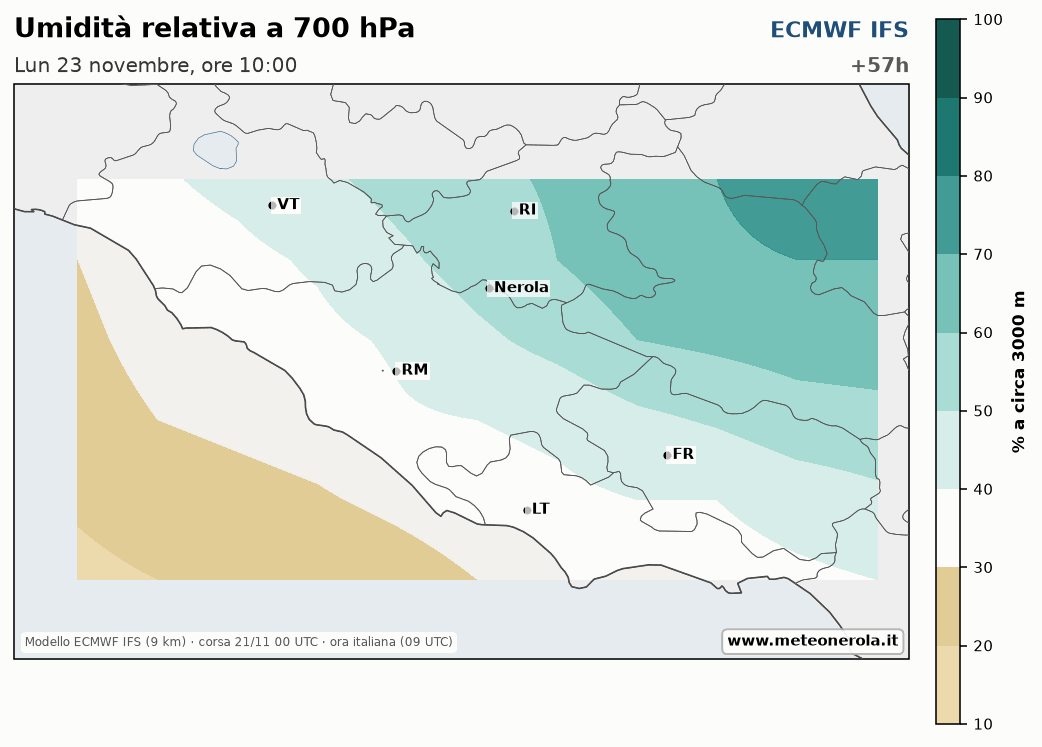 Umidità relativa a 700 hPa
ECMWF IFS
Lun 23 novembre, ore 10:00
+57h
100
90
80
70
60
50
40
30
20
10
% a circa 3000 m
VT
RI
Nerola
RM
FR
LT
Modello ECMWF IFS (9 km) · corsa 21/11 00 UTC · ora italiana (09 UTC)
www.meteonerola.it